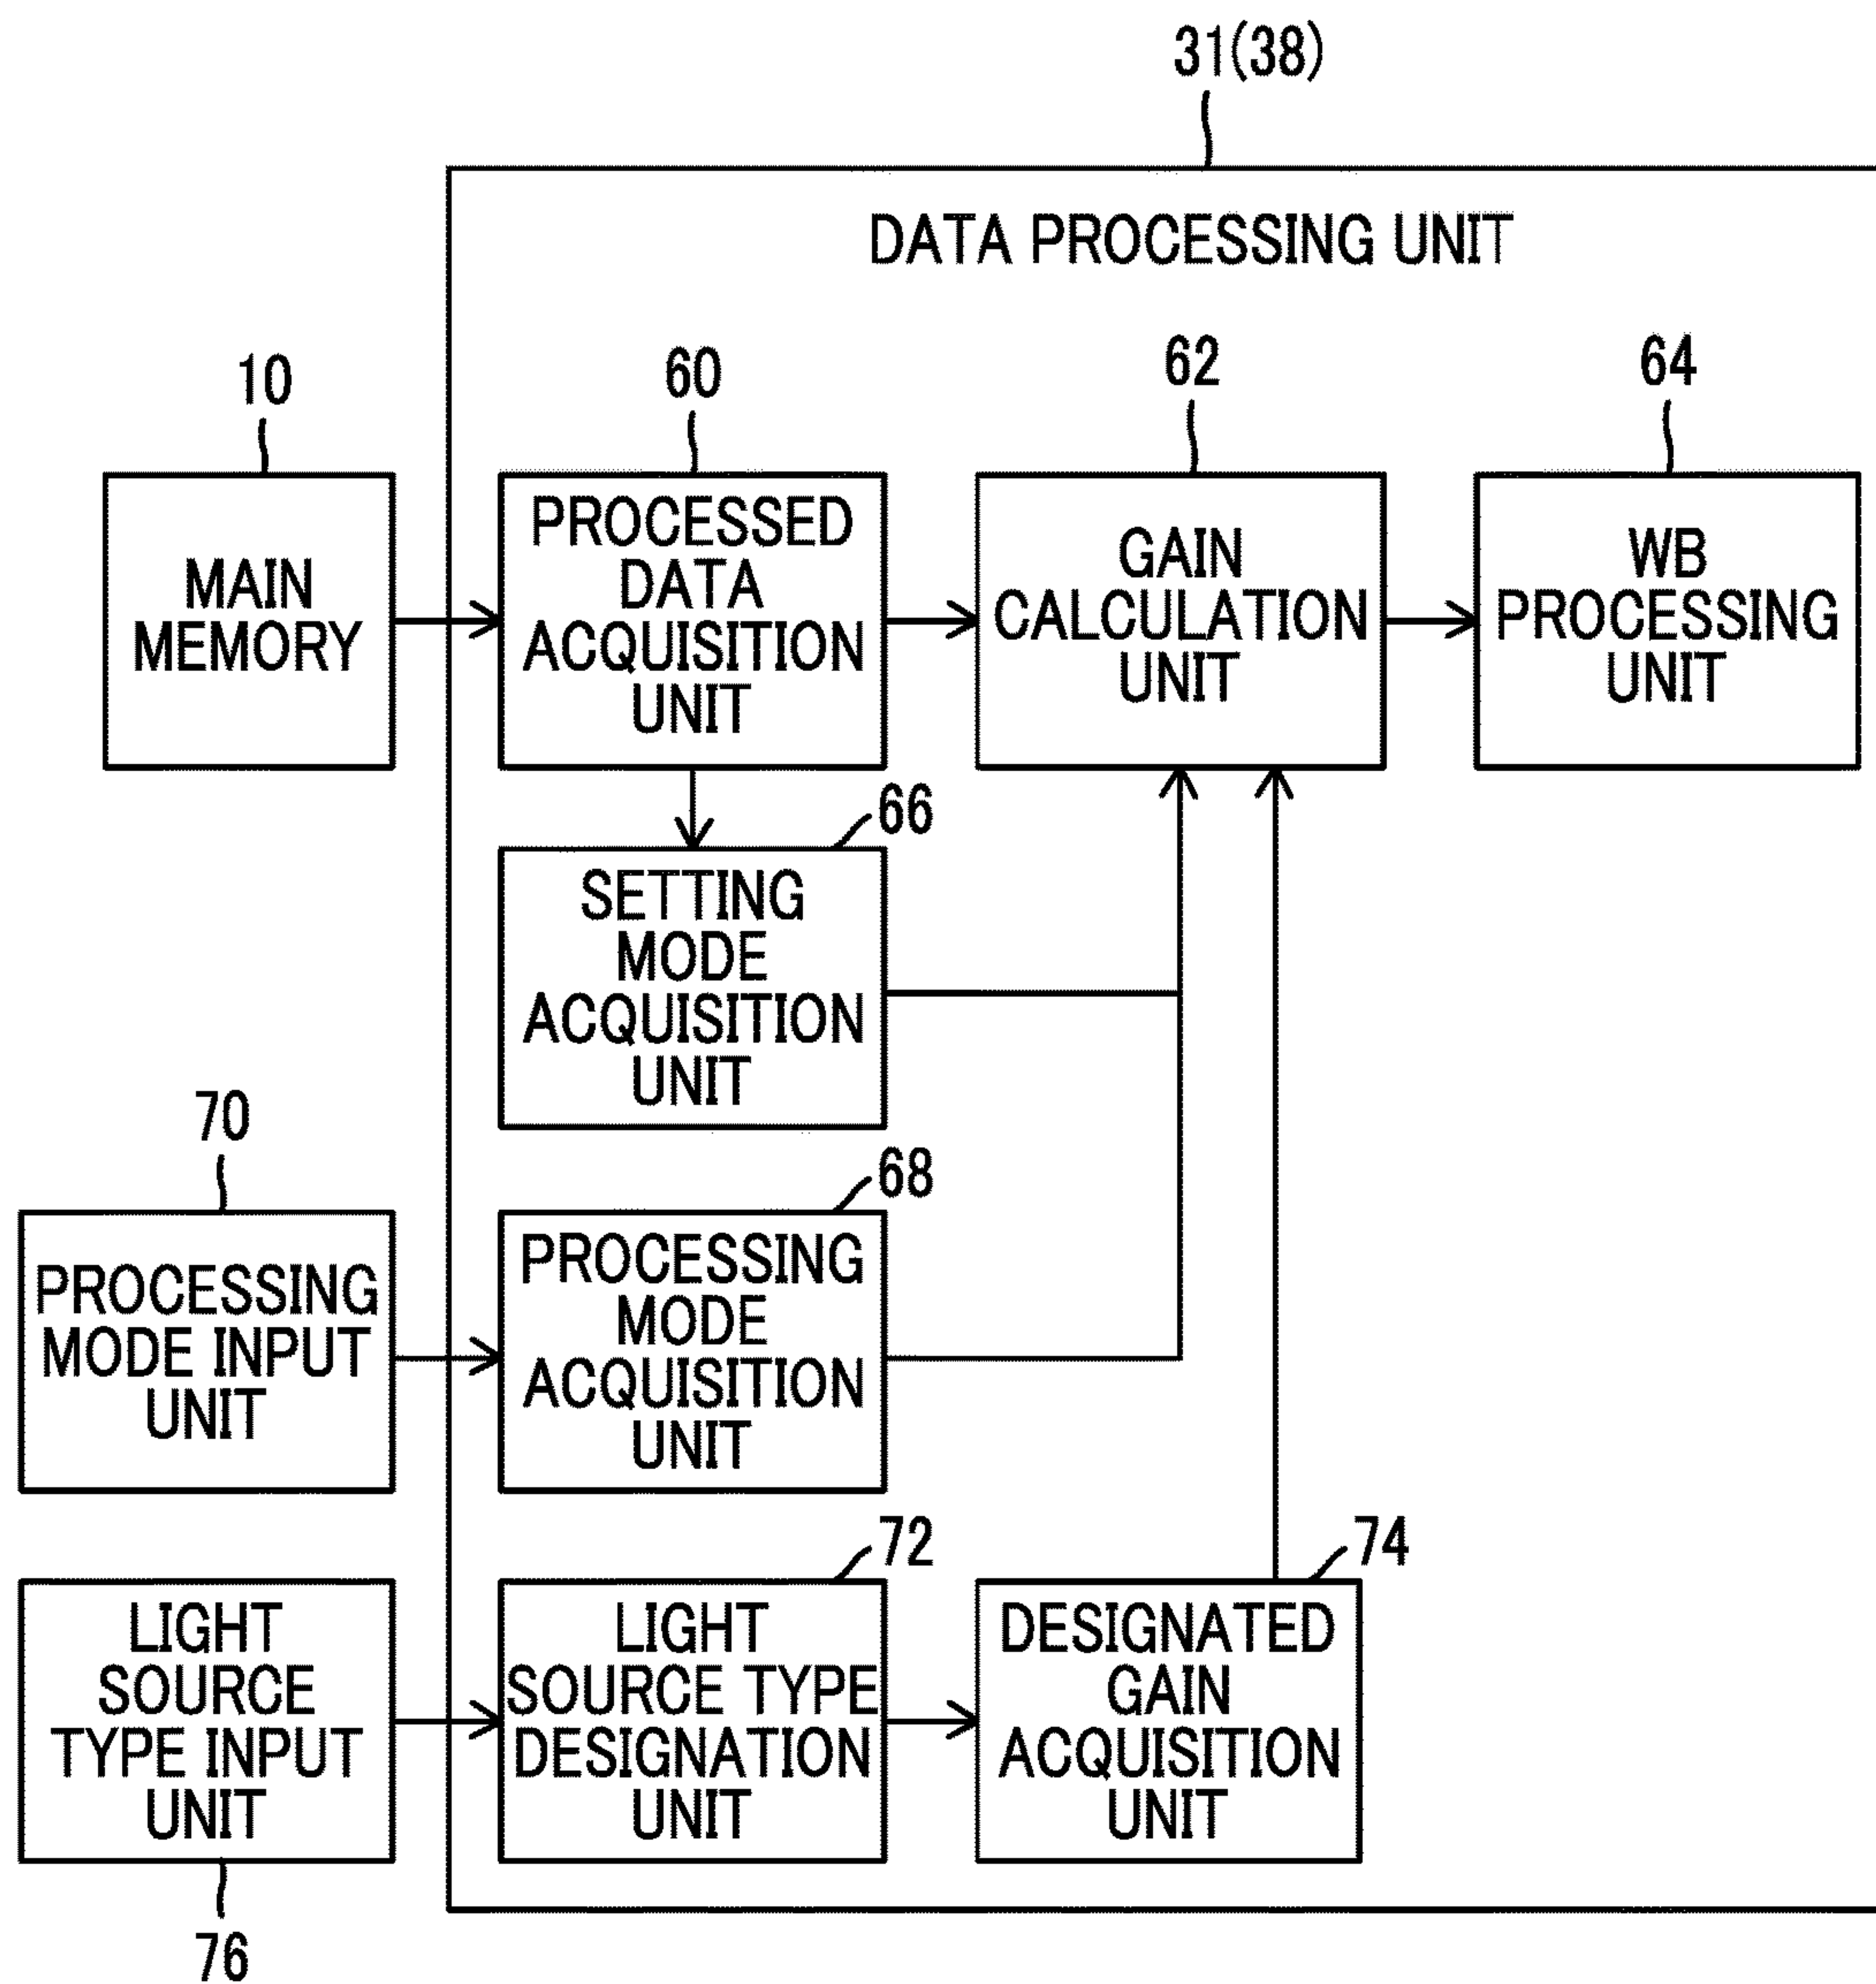 31(38)
DATA PROCESSING UNIT
10
60
62
64
MAIN
MEMORY
PROCESSED
DATA
ACQUISITION
UNIT
GAIN
CALCULATION
UNIT
WB
PROCESSING
UNIT
66
SETTING
MODE
ACQUISITION
UNIT
70
68
PROCESSING
MODE INPUT
UNIT
PROCESSING
MODE
ACQUISITION
UNIT
72
74
LIGHT
SOURCE
TYPE INPUT
UNIT
LIGHT
SOURCE TYPE
DESIGNATION
UNIT
DESIGNATED
GAIN
ACQUISITION
UNIT
76